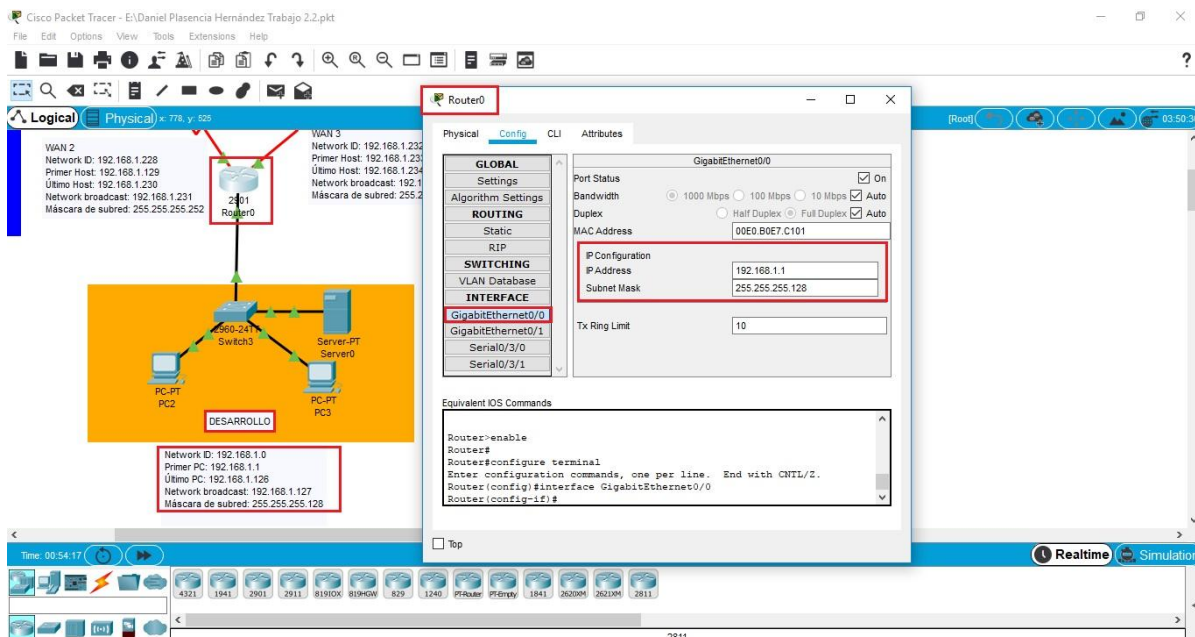 Cisco Packet Tracer - E:\Daniel Plasencia Hernández Trabajo 2.2.pkt
File Edit Options View Tools Extensions Help
?
Logical Physical x: 778, y: 525
[Root]
WAN 2
Network ID: 192.168.1.228
Primer Host: 192.168.1.129
Último Host: 192.168.1.230
Network broadcast: 192.168.1.231
Máscara de subred: 255.255.255.252
WAN 3
Network ID: 192.168.1.232
Primer Host: 192.168.1.23
Último Host: 192.168.1.234
Network broadcast: 192.1
Máscara de subred: 255.2
2901
Router0
Switch3
Server-PT
Server0
PC-PT
PC2
PC-PT
PC3
DESARROLLO
Network ID: 192.168.1.0
Primer PC: 192.168.1.1
Último PC: 192.168.1.126
Network broadcast: 192.168.1.127
Máscara de subred: 255.255.255.128
Router0
Physical Config CLI Attributes
GLOBAL
Settings
Algorithm Settings
ROUTING
Static
RIP
SWITCHING
VLAN Database
INTERFACE
GigabitEthernet0/0
GigabitEthernet0/1
Serial0/3/0
Serial0/3/1
GigabitEthernet0/0
Port Status On
Bandwidth 1000 Mbps 100 Mbps 10 Mbps Auto
Duplex Half Duplex Full Duplex Auto
MAC Address 00E0.B0E7.C101
IP Configuration
IP Address 192.168.1.1
Subnet Mask 255.255.255.128
Tx Ring Limit 10
Equivalent IOS Commands
Router>enable
Router#
Router#configure terminal
Enter configuration commands, one per line. End with CNTL/Z.
Router(config)#interface GigabitEthernet0/0
Router(config-if)#
Top
Time: 00:54:17
Realtime Simulation
4321 1941 2901 2911 819IOX 819HGW 829 1240 PT-Router PT-Empty 1841 2620XM 2621XM 2811
2811